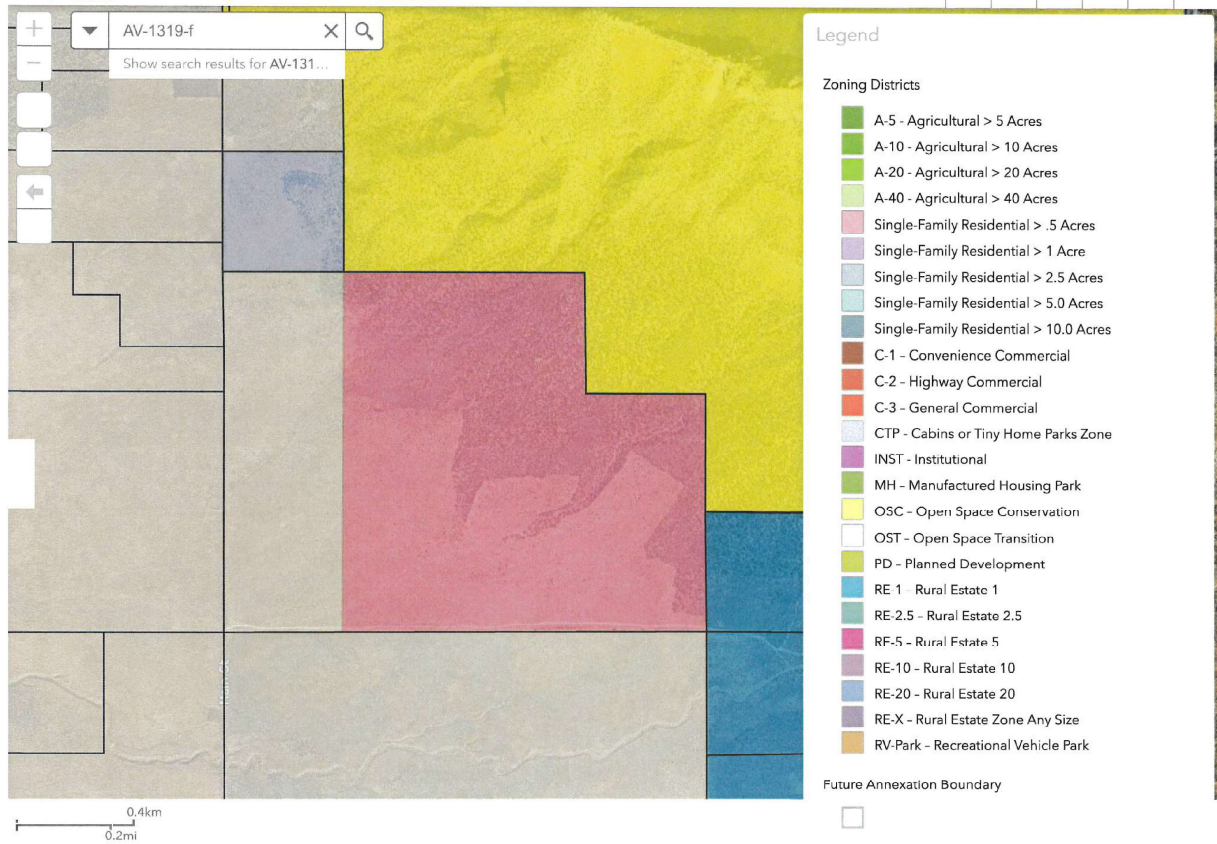 AV-1319-f
Show search results for AV-131...
Legend
Zoning Districts
A-5 - Agricultural > 5 Acres
A-10 - Agricultural > 10 Acres
A-20 - Agricultural > 20 Acres
A-40 - Agricultural > 40 Acres
Single-Family Residential > .5 Acres
Single-Family Residential > 1 Acre
Single-Family Residential > 2.5 Acres
Single-Family Residential > 5.0 Acres
Single-Family Residential > 10.0 Acres
C-1 – Convenience Commercial
C-2 – Highway Commercial
C-3 – General Commercial
CTP - Cabins or Tiny Home Parks Zone
INST - Institutional
MH – Manufactured Housing Park
OSC – Open Space Conservation
OST - Open Space Transition
PD – Planned Development
RE-1 – Rural Estate 1
RE-2.5 – Rural Estate 2.5
RE-5 – Rural Estate 5
RE-10 – Rural Estate 10
RE-20 – Rural Estate 20
RE-X – Rural Estate Zone Any Size
RV-Park – Recreational Vehicle Park
Future Annexation Boundary
0.4km
0.2mi